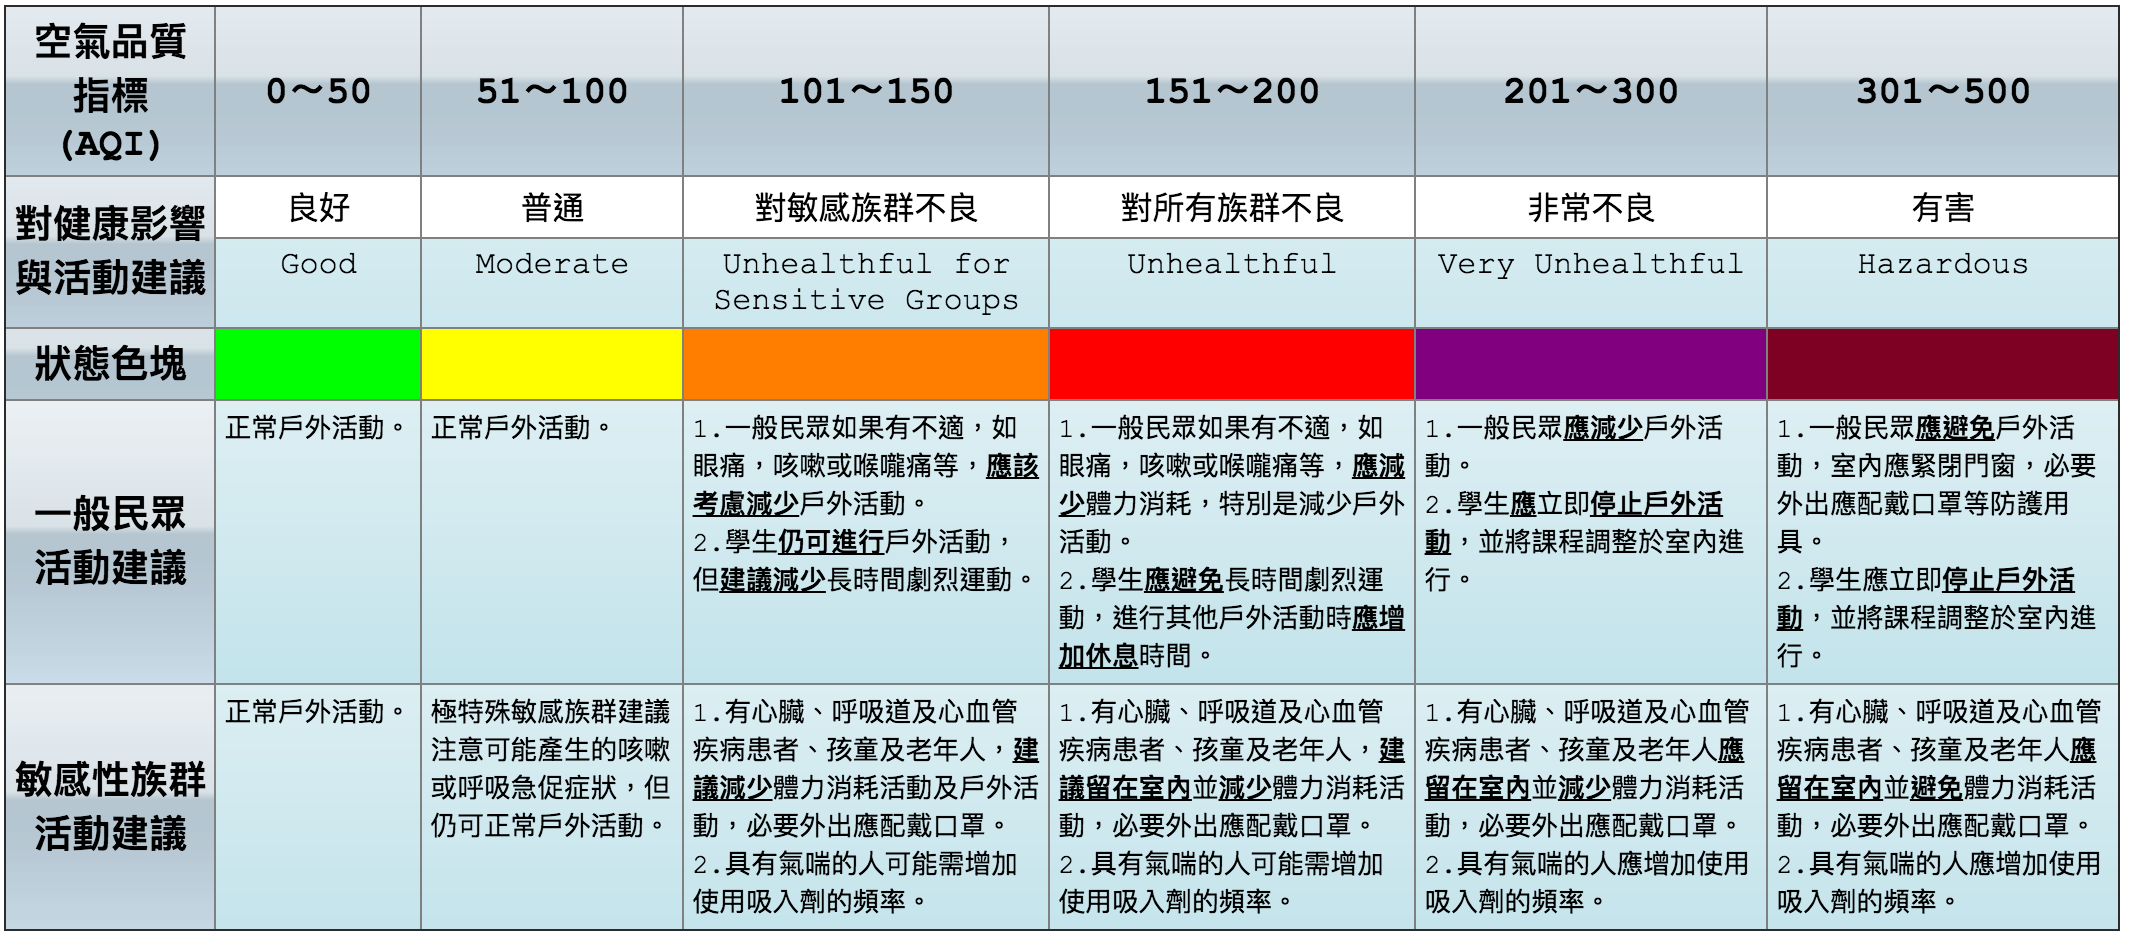 空氣品質
指標
(AQI)
0～50
51～100
101～150
151～200
201～300
301～500
對健康影響
與活動建議
良好
普通
對敏感族群不良
對所有族群不良
非常不良
有害
Good
Moderate
Unhealthful for
Sensitive Groups
Unhealthful
Very Unhealthful
Hazardous
狀態色塊
一般民眾
活動建議
正常戶外活動。
正常戶外活動。
1.一般民眾如果有不適，如
眼痛，咳嗽或喉嚨痛等，應該
考慮減少戶外活動。
2.學生仍可進行戶外活動，
但建議減少長時間劇烈運動。
1.一般民眾如果有不適，如
眼痛，咳嗽或喉嚨痛等，應減
少體力消耗，特別是減少戶外
活動。
2.學生應避免長時間劇烈運
動，進行其他戶外活動時應增
加休息時間。
1.一般民眾應減少戶外活
動。
2.學生應立即停止戶外活
動，並將課程調整於室內進
行。
1.一般民眾應避免戶外活
動，室內應緊閉門窗，必要
外出應配戴口罩等防護用
具。
2.學生應立即停止戶外活
動，並將課程調整於室內進
行。
敏感性族群
活動建議
正常戶外活動。
極特殊敏感族群建議
注意可能產生的咳嗽
或呼吸急促症狀，但
仍可正常戶外活動。
1.有心臟、呼吸道及心血管
疾病患者、孩童及老年人，建
議減少體力消耗活動及戶外活
動，必要外出應配戴口罩。
2.具有氣喘的人可能需增加
使用吸入劑的頻率。
1.有心臟、呼吸道及心血管
疾病患者、孩童及老年人，建
議留在室內並減少體力消耗活
動，必要外出應配戴口罩。
2.具有氣喘的人可能需增加
使用吸入劑的頻率。
1.有心臟、呼吸道及心血管
疾病患者、孩童及老年人應
留在室內並減少體力消耗活
動，必要外出應配戴口罩。
2.具有氣喘的人應增加使用
吸入劑的頻率。
1.有心臟、呼吸道及心血管
疾病患者、孩童及老年人應
留在室內並避免體力消耗活
動，必要外出應配戴口罩。
2.具有氣喘的人應增加使用
吸入劑的頻率。